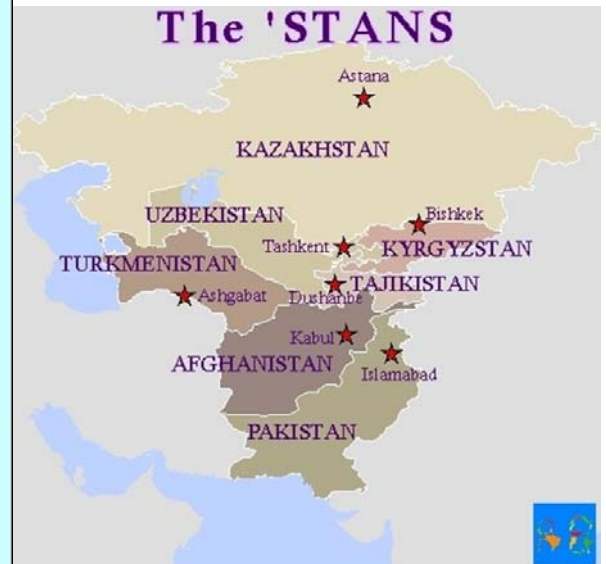 The 'STANS
Astana
KAZAKHSTAN
UZBEKISTAN
Bishkek
Tashkent
KYRGYZSTAN
TURKMENISTAN
TAJIKISTAN
Ashgabat
Dushanbe
Kabul
AFGHANISTAN
Islamabad
PAKISTAN